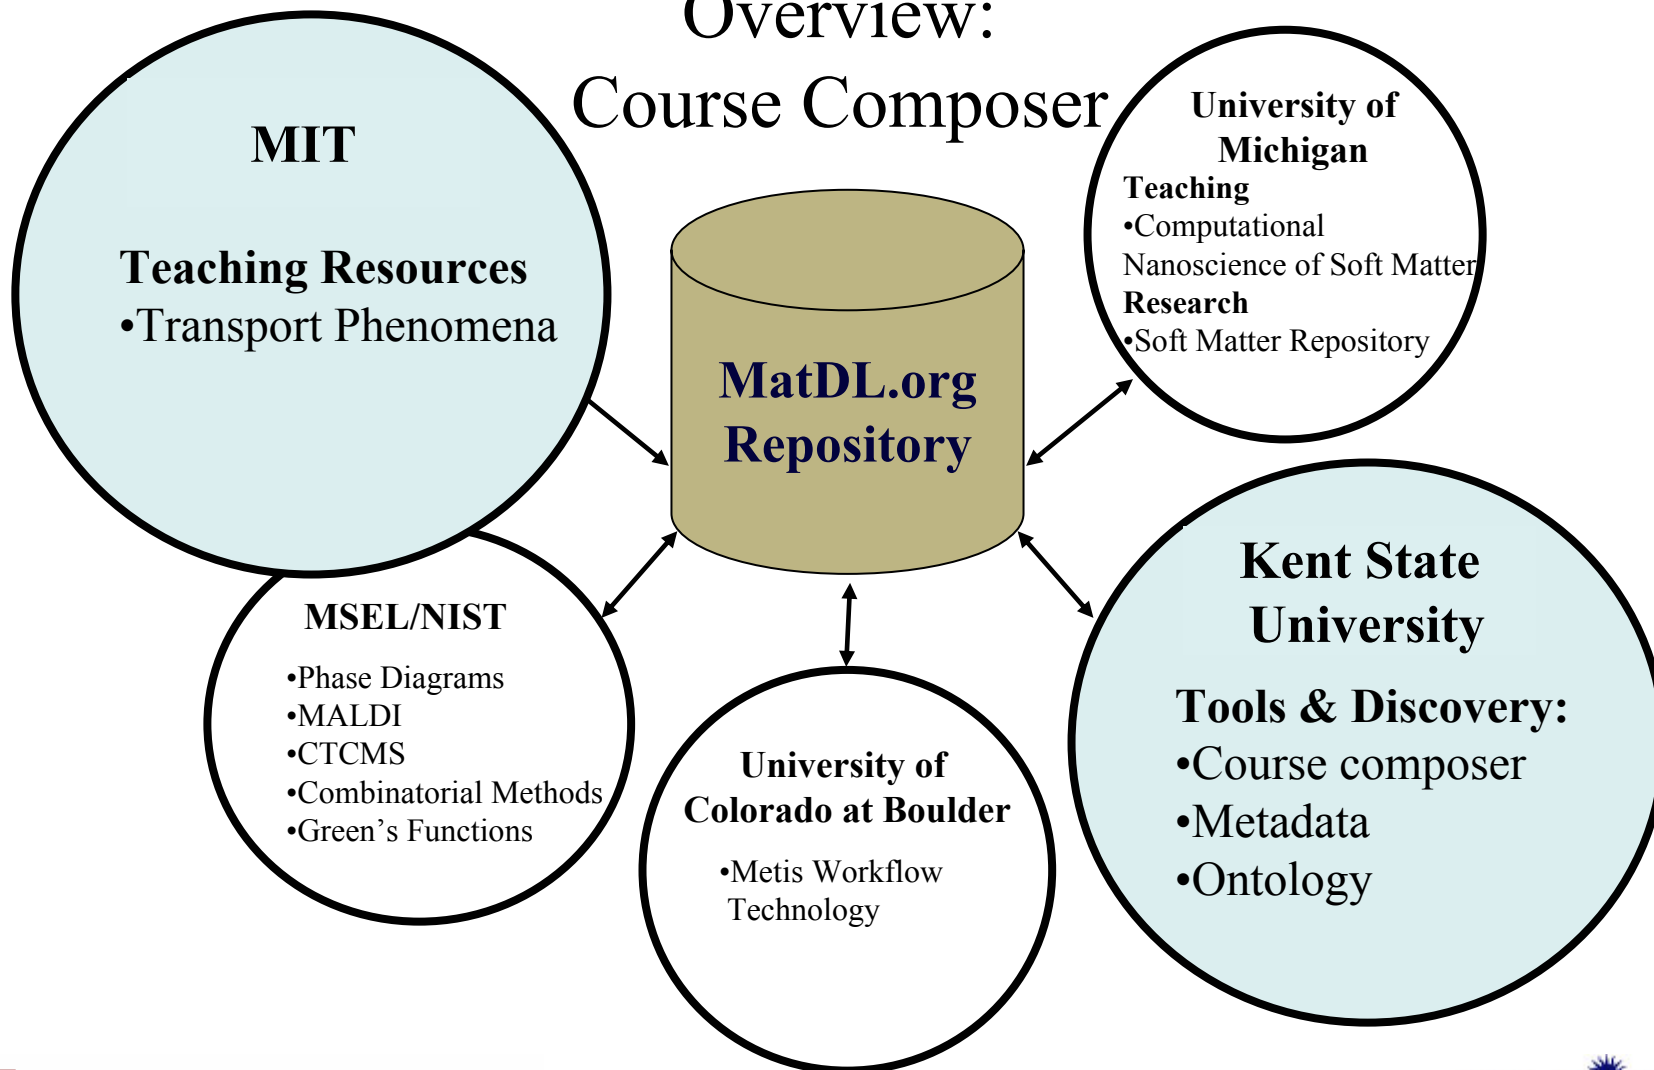 Overview:
Course Composer
MIT
Teaching Resources
•Transport Phenomena
MatDL.org
Repository
University of
Michigan
Teaching
•Computational
Nanoscience of Soft Matter
Research
•Soft Matter Repository
MSEL/NIST
•Phase Diagrams
•MALDI
•CTCMS
•Combinatorial Methods
•Green’s Functions
University of
Colorado at Boulder
•Metis Workflow
Technology
Kent State
University
Tools & Discovery:
•Course composer
•Metadata
•Ontology